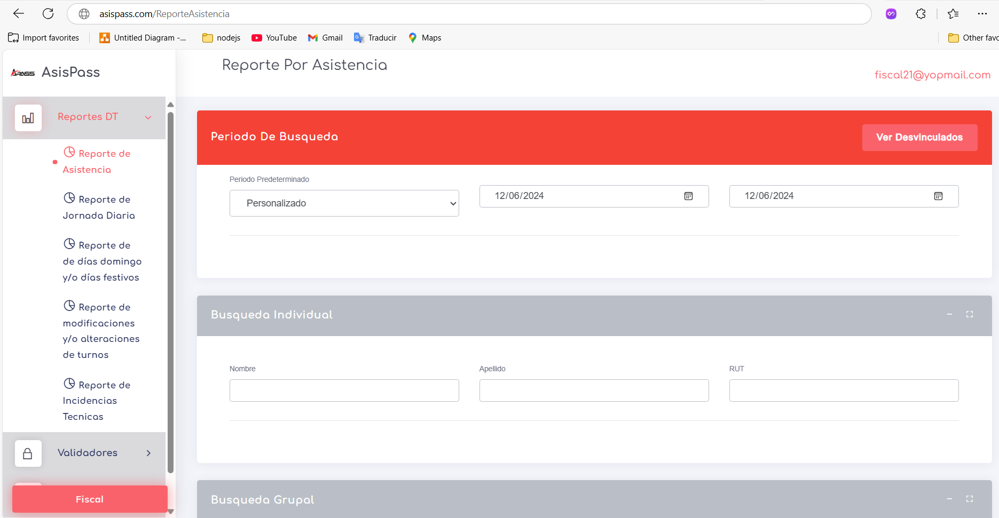 asispass.com/ReporteAsistencia
Import favorites
Untitled Diagram -...
nodejs
YouTube
Gmail
Traducir
Maps
Other favo
APASS
AsisPass
Reporte Por Asistencia
fiscal21@yopmail.com
Reportes DT
Reporte de
Asistencia
Reporte de
Jornada Diaria
Reporte de
de días domingo
y/o días festivos
Reporte de
modificaciones
y/o alteraciones
de turnos
Reporte de
Incidencias
Tecnicas
Validadores
Fiscal
Periodo De Busqueda
Ver Desvinculados
Periodo Predeterminado
Personalizado
12/06/2024
12/06/2024
Busqueda Individual
Nombre
Apellido
RUT
Busqueda Grupal